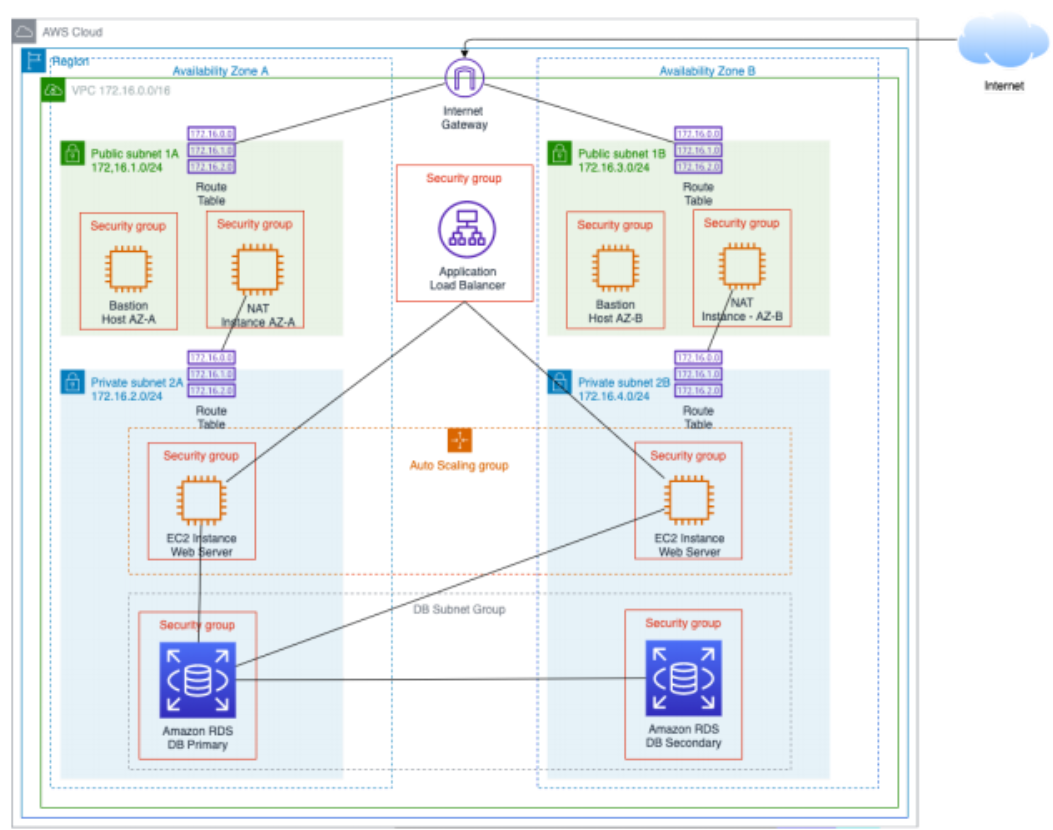 AWS Cloud
Region
Availability Zone A
Availability Zone B
VPC 172.16.0.0/16
Internet
Internet
Gateway
172.16.0.0
172.16.1.0
172.16.2.0
Public subnet 1A
172,16.1.0/24
Route
Table
172.16.0.0
172.16.1.0
172.16.2.0
Public subnet 1B
172.16.3.0/24
Route
Table
Security group
Application
Load Balancer
Security group
Bastion
Host AZ-A
Security group
NAT
Instance AZ-A
Security group
Bastion
Host AZ-B
Security group
NAT
Instance - AZ-B
172.16.0.0
172.16.1.0
172.16.2.0
Private subnet 2A
172.16.2.0/24
Route
Table
172.16.0.0
172.16.1.0
172.16.2.0
Private subnet 2B
172.16.4.0/24
Route
Table
Auto Scaling group
Security group
EC2 Instance
Web Server
Security group
EC2 Instance
Web Server
DB Subnet Group
Security group
Amazon RDS
DB Primary
Security group
Amazon RDS
DB Secondary